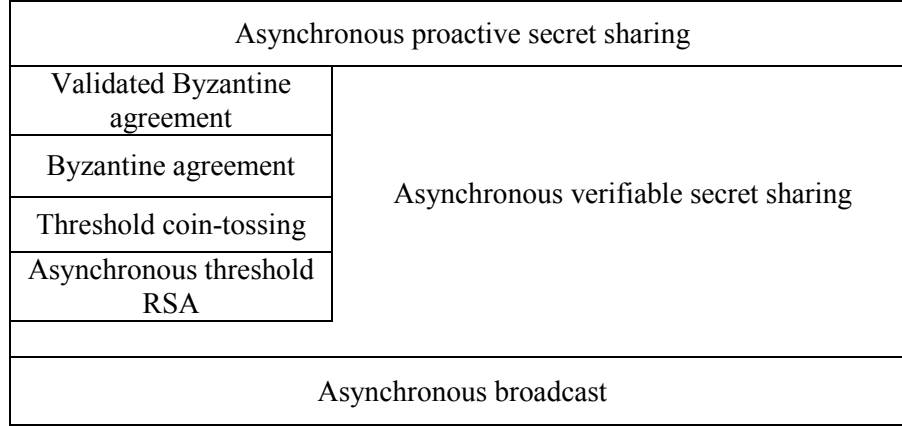 Asynchronous proactive secret sharing
Validated Byzantine
agreement
Byzantine agreement
Threshold coin-tossing
Asynchronous threshold
RSA
Asynchronous verifiable secret sharing
Asynchronous broadcast